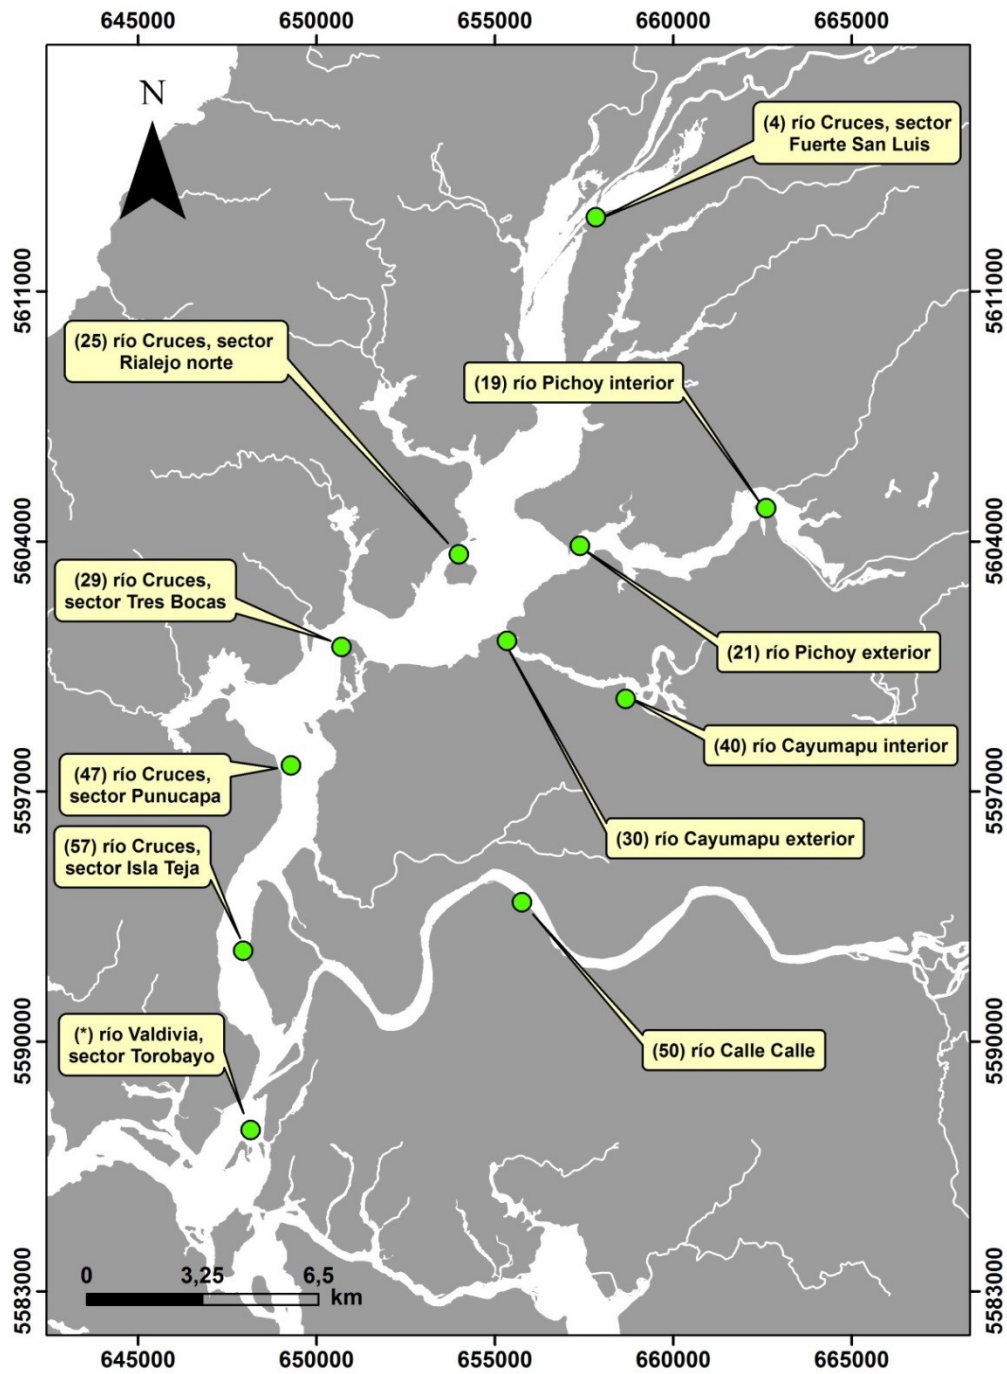 645000 650000 655000 660000 665000
N
(4) río Cruces, sector
Fuerte San Luis
5611000
5611000
(25) río Cruces, sector
Rialejo norte
(19) río Pichoy interior
5604000
5604000
(29) río Cruces,
sector Tres Bocas
(21) río Pichoy exterior
(40) río Cayumapu interior
(47) río Cruces,
sector Punucapa
5597000
5597000
(30) río Cayumapu exterior
(57) río Cruces,
sector Isla Teja
(50) río Calle Calle
(*) río Valdivia,
sector Torobayo
5590000
5590000
0 3,25 6,5
km
5583000
5583000
645000 650000 655000 660000 665000